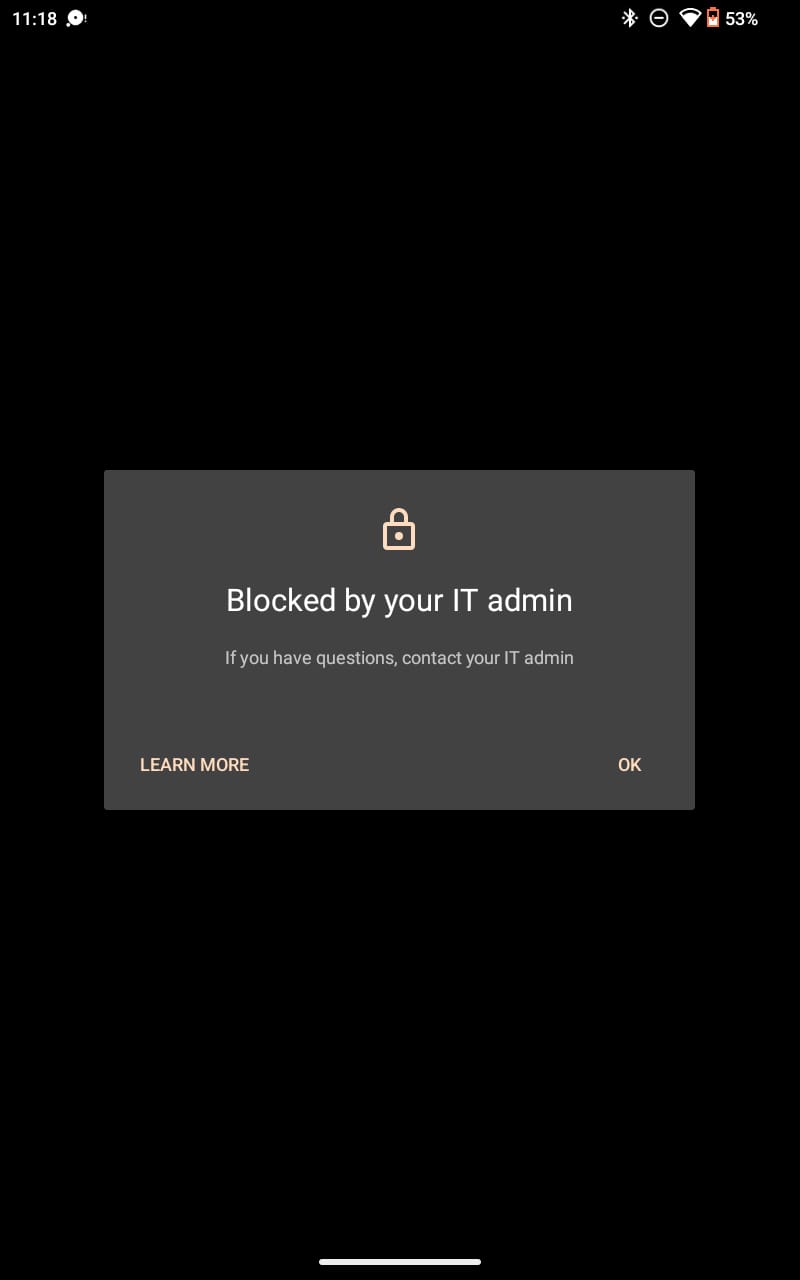 11:18
53%
Blocked by your IT admin
If you have questions, contact your IT admin
LEARN MORE
OK